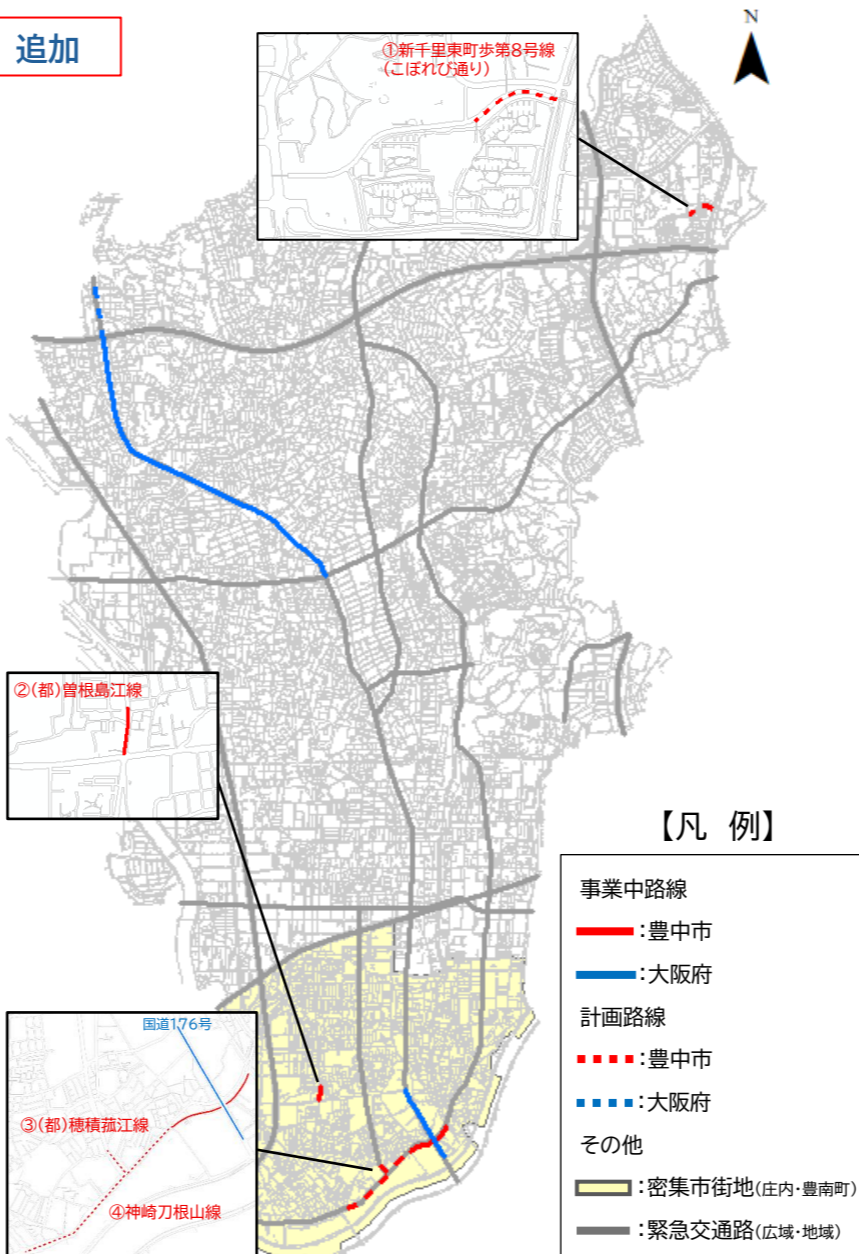 追加
N
①新千里東町歩第8号線
(こぼれび通り)
②(都)曽根島江線
国道176号
③(都)穂積菰江線
④神崎刀根山線
【凡 例】
事業中路線
:豊中市
:大阪府
計画路線
:豊中市
:大阪府
その他
:密集市街地(庄内・豊南町)
:緊急交通路(広域・地域)